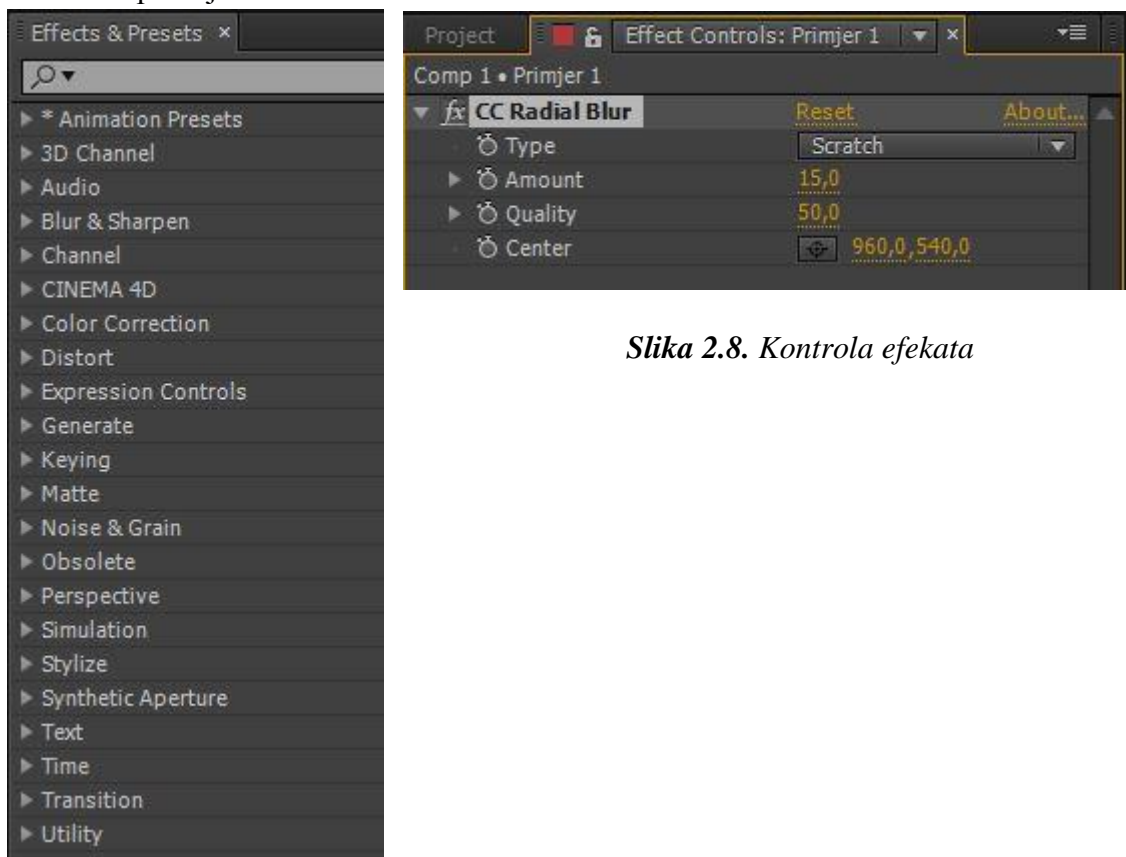 Effects & Presets ×
* Animation Presets
3D Channel
Audio
Blur & Sharpen
Channel
CINEMA 4D
Color Correction
Distort
Expression Controls
Generate
Keying
Matte
Noise & Grain
Obsolete
Perspective
Simulation
Stylize
Synthetic Aperture
Text
Time
Transition
Utility
Project Effect Controls: Primjer 1 ×
Comp 1 • Primjer 1
fx CC Radial Blur Reset About...
Type Scratch
Amount 15,0
Quality 50,0
Center 960,0,540,0
Slika 2.8. Kontrola efekata